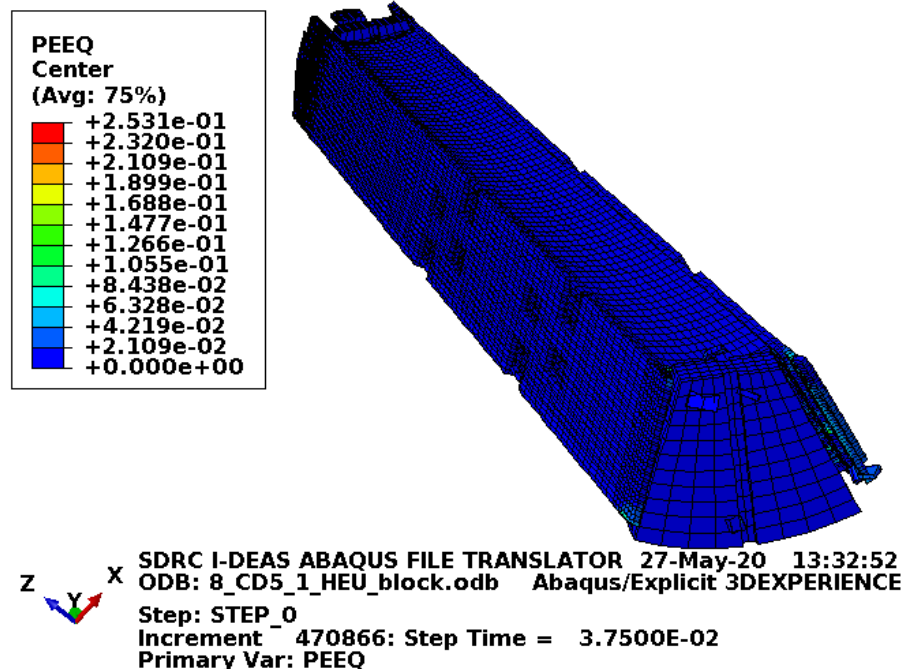 PEEQ
Center
(Avg: 75%)
+2.531e-01
+2.320e-01
+2.109e-01
+1.899e-01
+1.688e-01
+1.477e-01
+1.266e-01
+1.055e-01
+8.438e-02
+6.328e-02
+4.219e-02
+2.109e-02
+0.000e+00
Z Y X
SDRC I-DEAS ABAQUS FILE TRANSLATOR 27-May-20 13:32:52
ODB: 8_CD5_1_HEU_block.odb Abaqus/Explicit 3DEXPERIENCE
Step: STEP_0
Increment 470866: Step Time = 3.7500E-02
Primary Var: PEEQ